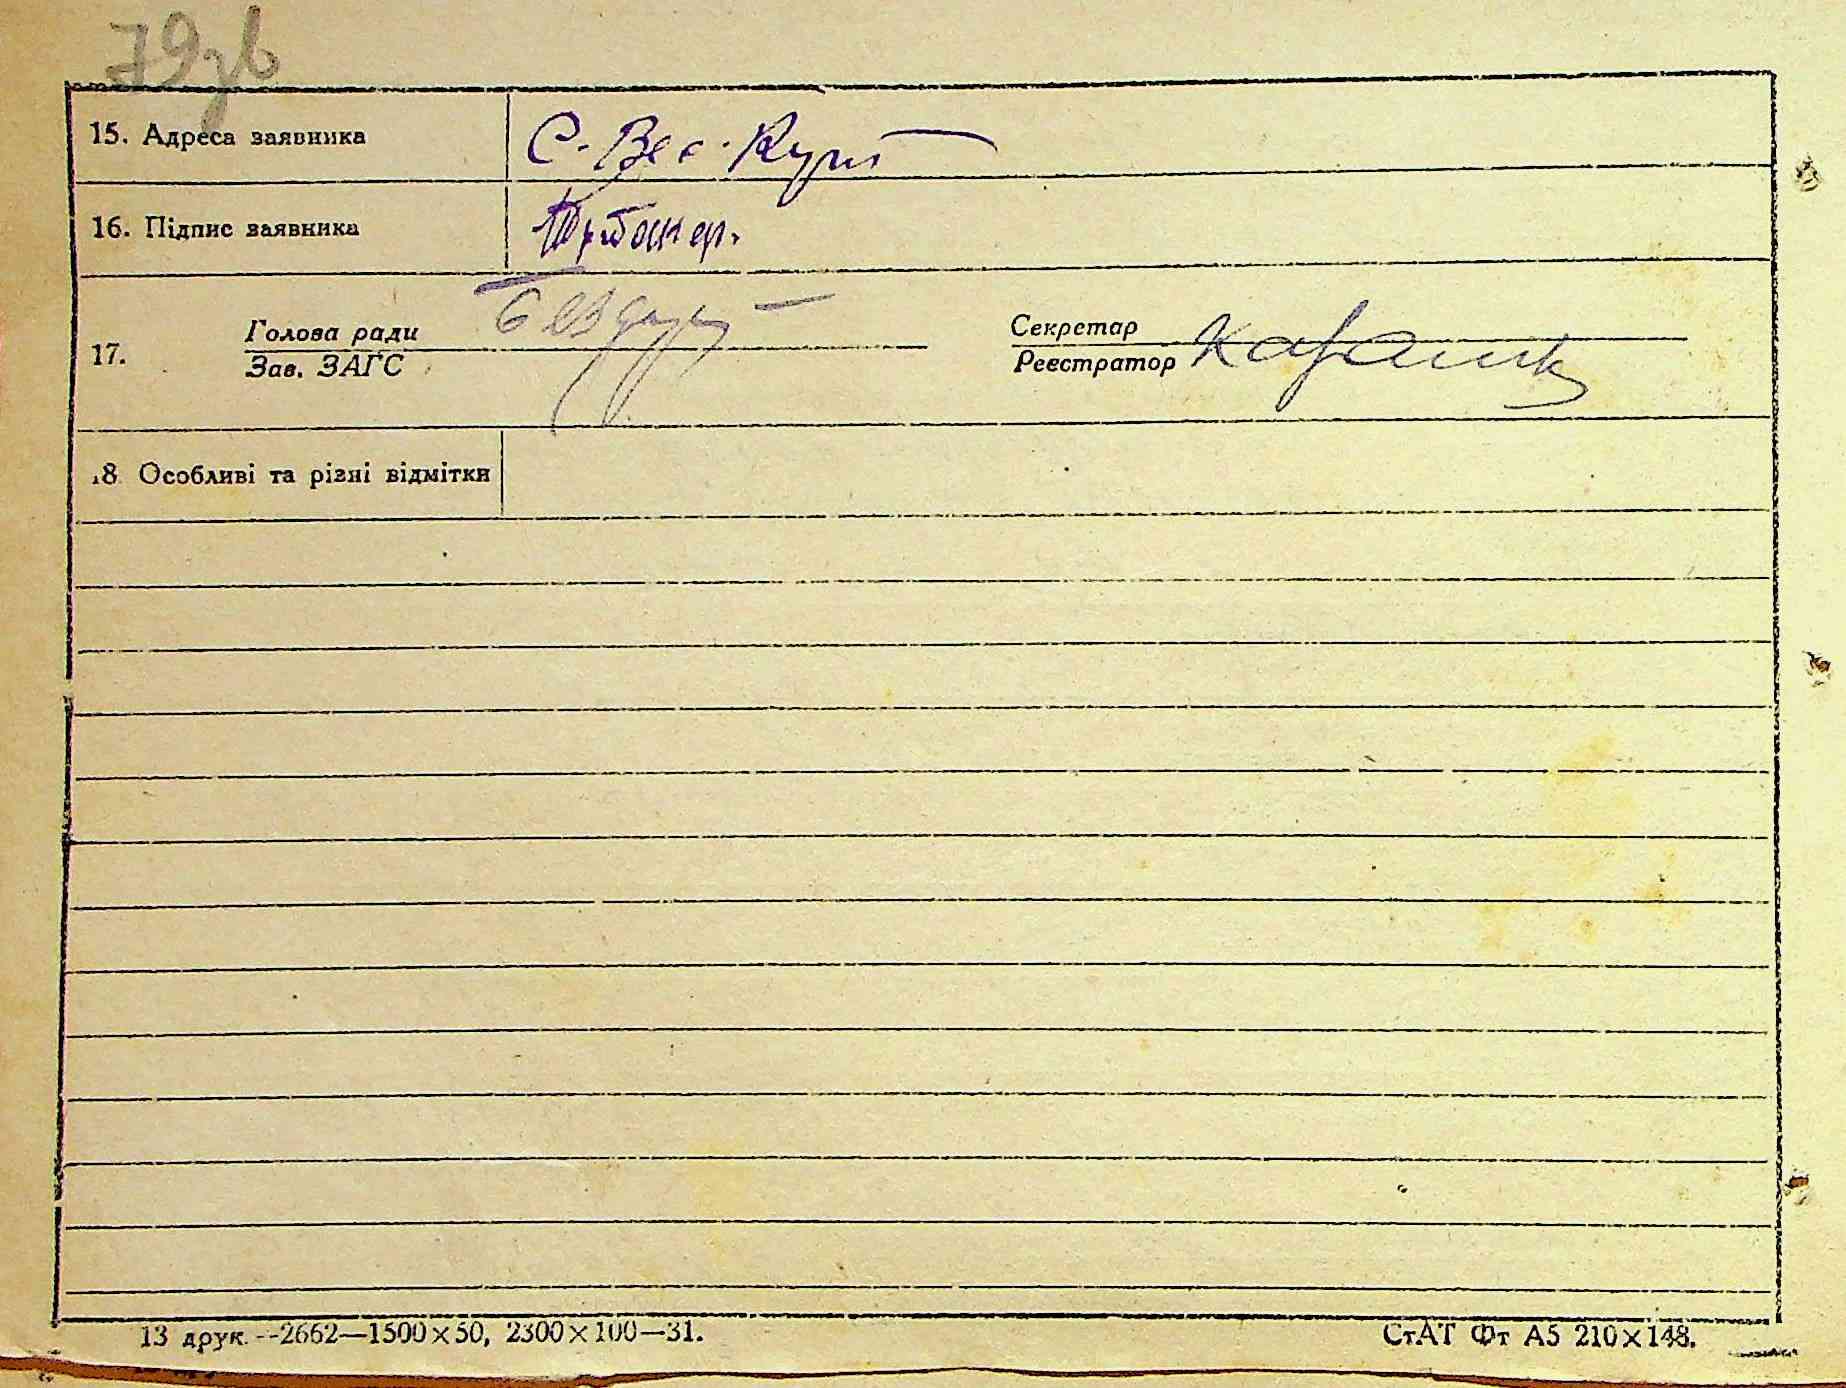 79зв
15. Адреса заявника С. Вел. Кут
16. Підпис заявника
Голова ради Секретар
17.
Зав. ЗАГС Реєстратор
18 Особливі та різні відмітки
13 друк.--2662—1500×50, 2300×100—31. СтАТ Фт А5 210×148.